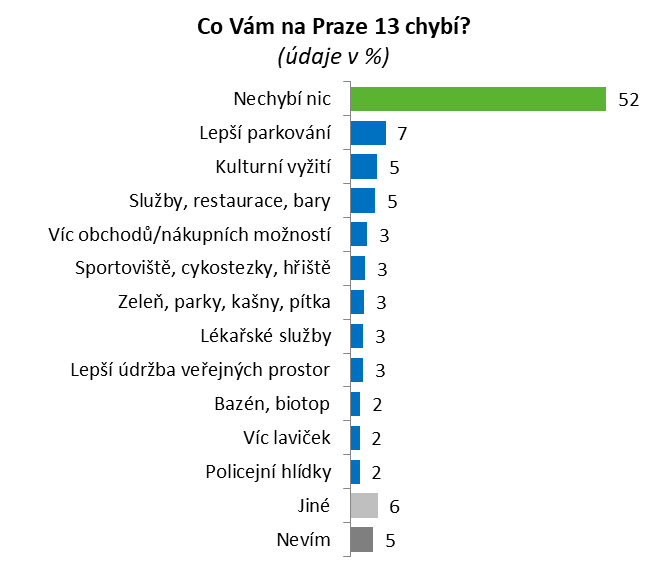 Co Vám na Praze 13 chybí?
(údaje v %)
Nechybí nic 52
Lepší parkování 7
Kulturní vyžití 5
Služby, restaurace, bary 5
Víc obchodů/nákupních možností 3
Sportoviště, cykostezky, hřiště 3
Zeleň, parky, kašny, pítka 3
Lékařské služby 3
Lepší údržba veřejných prostor 3
Bazén, biotop 2
Víc laviček 2
Policejní hlídky 2
Jiné 6
Nevím 5